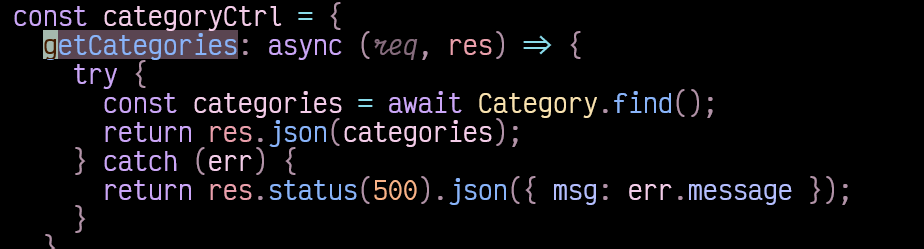 const categoryCtrl = {
  getCategories: async (req, res) => {
    try {
      const categories = await Category.find();
      return res.json(categories);
    } catch (err) {
      return res.status(500).json({ msg: err.message });
    }
  }